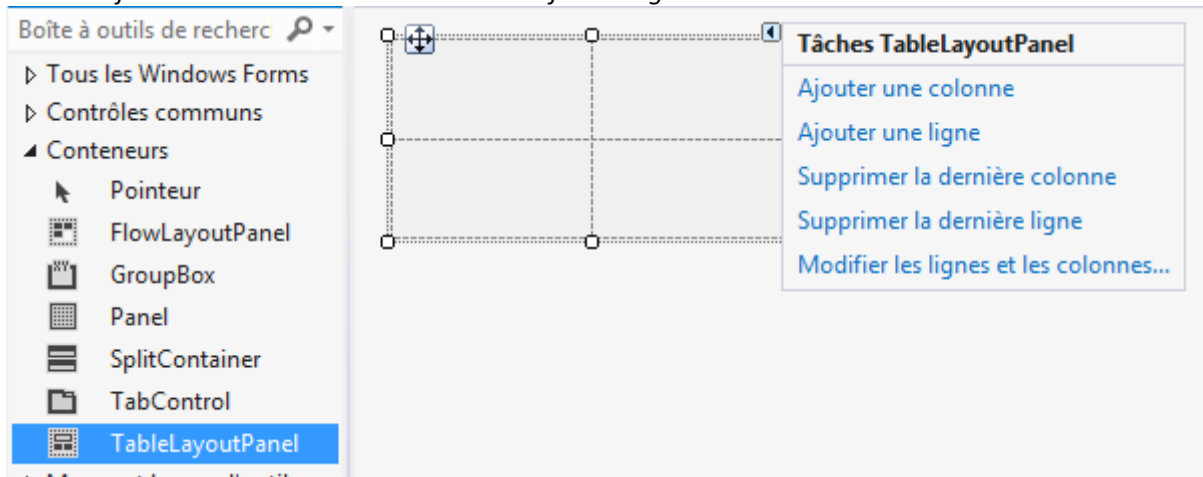 Boîte à outils de recherc
Tous les Windows Forms
Contrôles communs
Conteneurs
Pointeur
FlowLayoutPanel
GroupBox
Panel
SplitContainer
TabControl
TableLayoutPanel
Tâches TableLayoutPanel
Ajouter une colonne
Ajouter une ligne
Supprimer la dernière colonne
Supprimer la dernière ligne
Modifier les lignes et les colonnes...